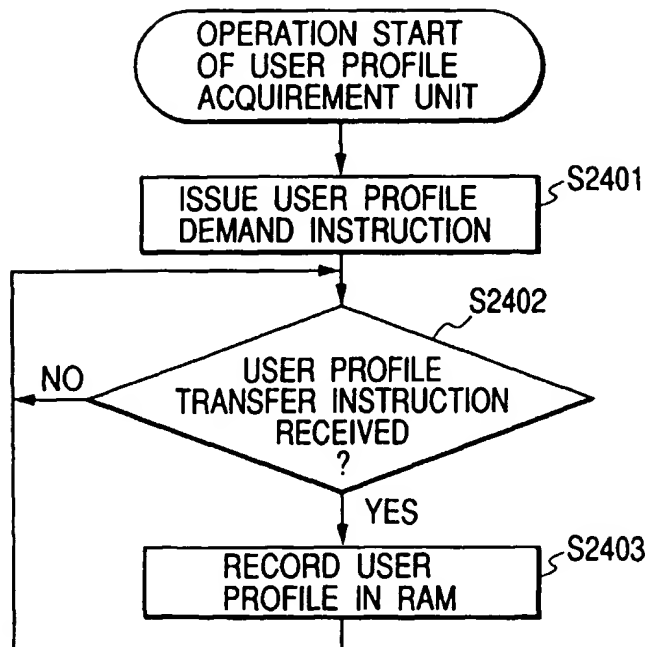 OPERATION START
OF USER PROFILE
ACQUIREMENT UNIT
S2401
ISSUE USER PROFILE
DEMAND INSTRUCTION
S2402
USER PROFILE
TRANSFER INSTRUCTION
RECEIVED
?
NO
YES
S2403
RECORD USER
PROFILE IN RAM